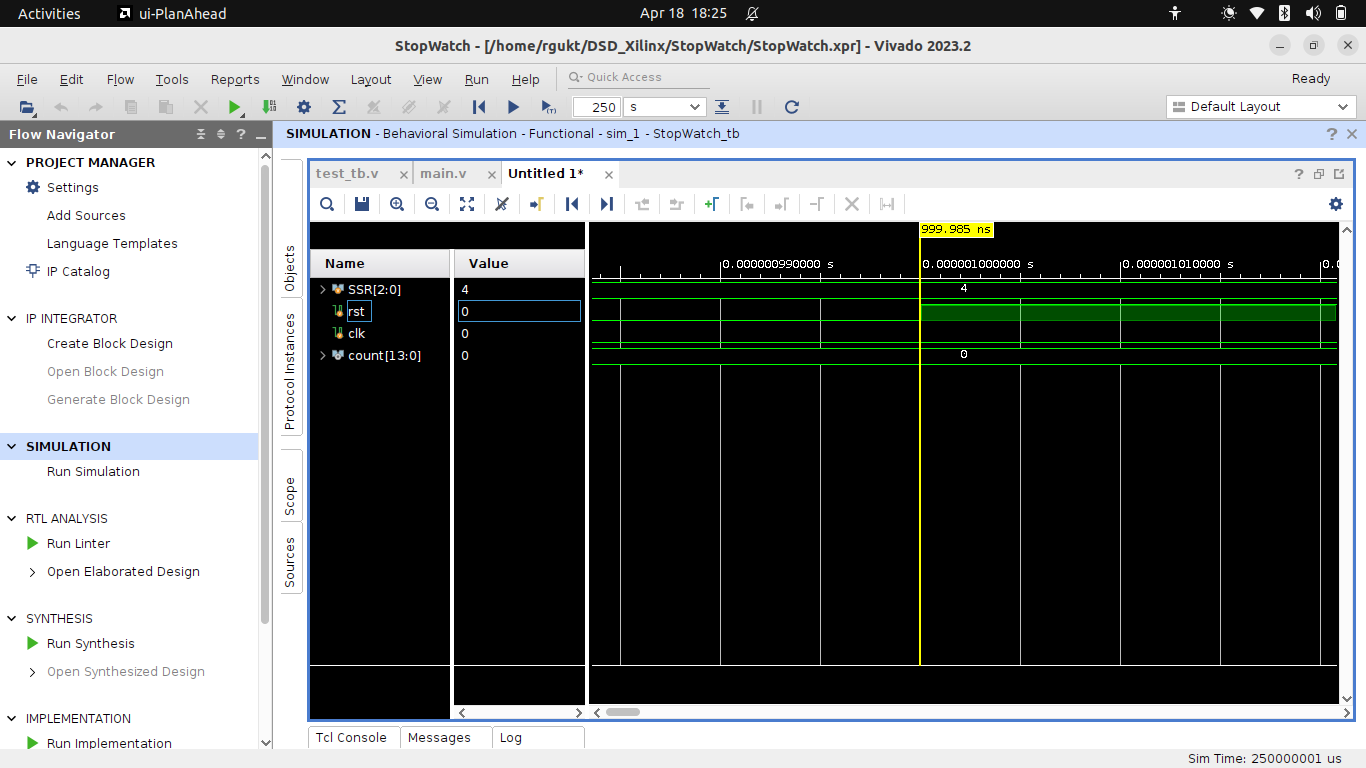 Activities ui-PlanAhead Apr 18 18:25
StopWatch - [/home/rgukt/DSD_Xilinx/StopWatch/StopWatch.xpr] - Vivado 2023.2
File Edit Flow Tools Reports Window Layout View Run Help Quick Access Ready
250 s Default Layout
Flow Navigator
SIMULATION - Behavioral Simulation - Functional - sim_1 - StopWatch_tb
PROJECT MANAGER
Settings
Add Sources
Language Templates
IP Catalog
IP INTEGRATOR
Create Block Design
Open Block Design
Generate Block Design
SIMULATION
Run Simulation
RTL ANALYSIS
Run Linter
Open Elaborated Design
SYNTHESIS
Run Synthesis
Open Synthesized Design
IMPLEMENTATION
Run Implementation
Objects
Protocol Instances
Scope
Sources
test_tb.v main.v Untitled 1*
999.985 ns
Name Value
0.000000990000 s 0.000001000000 s 0.000001010000 s 0.0
SSR[2:0] 4 4
rst 0
clk 0
count[13:0] 0 0
Tcl Console Messages Log
Sim Time: 250000001 us